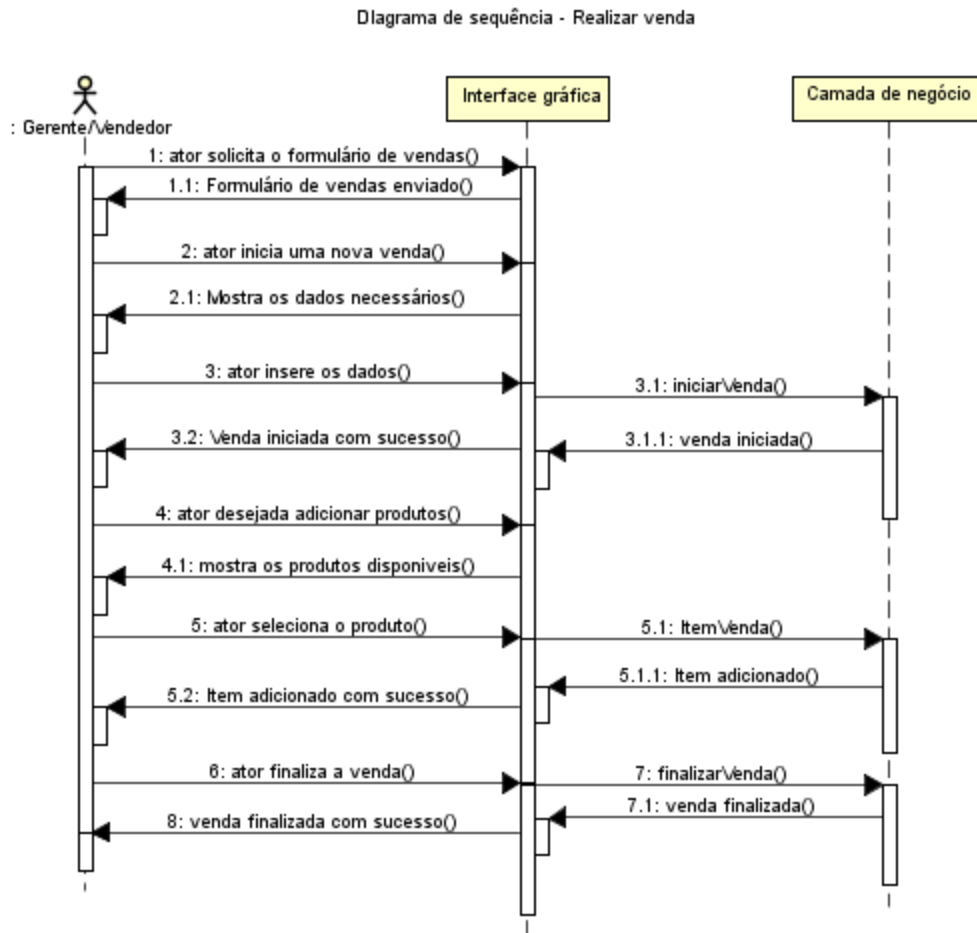 DIagrama de sequência - Realizar venda
Interface gráfica
Camada de negócio
: Gerente/Vendedor
1: ator solicita o formulário de vendas()
1.1: Formulário de vendas enviado()
2: ator inicia uma nova venda()
2.1: Mostra os dados necessários()
3: ator insere os dados()
3.1: iniciarVenda()
3.2: Venda iniciada com sucesso()
3.1.1: venda iniciada()
4: ator desejada adicionar produtos()
4.1: mostra os produtos disponiveis()
5: ator seleciona o produto()
5.1: ItemVenda()
5.1.1: Item adicionado()
5.2: Item adicionado com sucesso()
6: ator finaliza a venda()
7: finalizarVenda()
7.1: venda finalizada()
8: venda finalizada com sucesso()